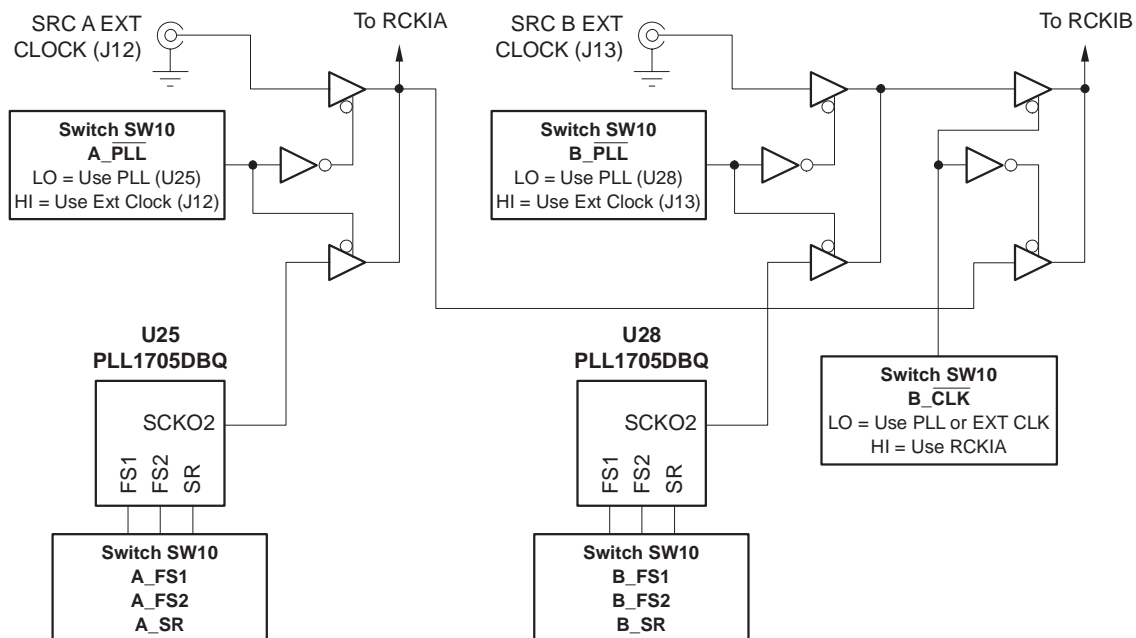 SRC A EXT
CLOCK (J12)
To RCKIA
SRC B EXT
CLOCK (J13)
To RCKIB
Switch SW10
A_P̅L̅L̅
LO = Use PLL (U25)
HI = Use Ext Clock (J12)
Switch SW10
B_P̅L̅L̅
LO = Use PLL (U28)
HI = Use Ext Clock (J13)
U25
PLL1705DBQ
SCKO2
FS1
FS2
SR
Switch SW10
A_FS1
A_FS2
A_SR
U28
PLL1705DBQ
SCKO2
FS1
FS2
SR
Switch SW10
B_FS1
B_FS2
B_SR
Switch SW10
B_C̅L̅K̅
LO = Use PLL or EXT CLK
HI = Use RCKIA